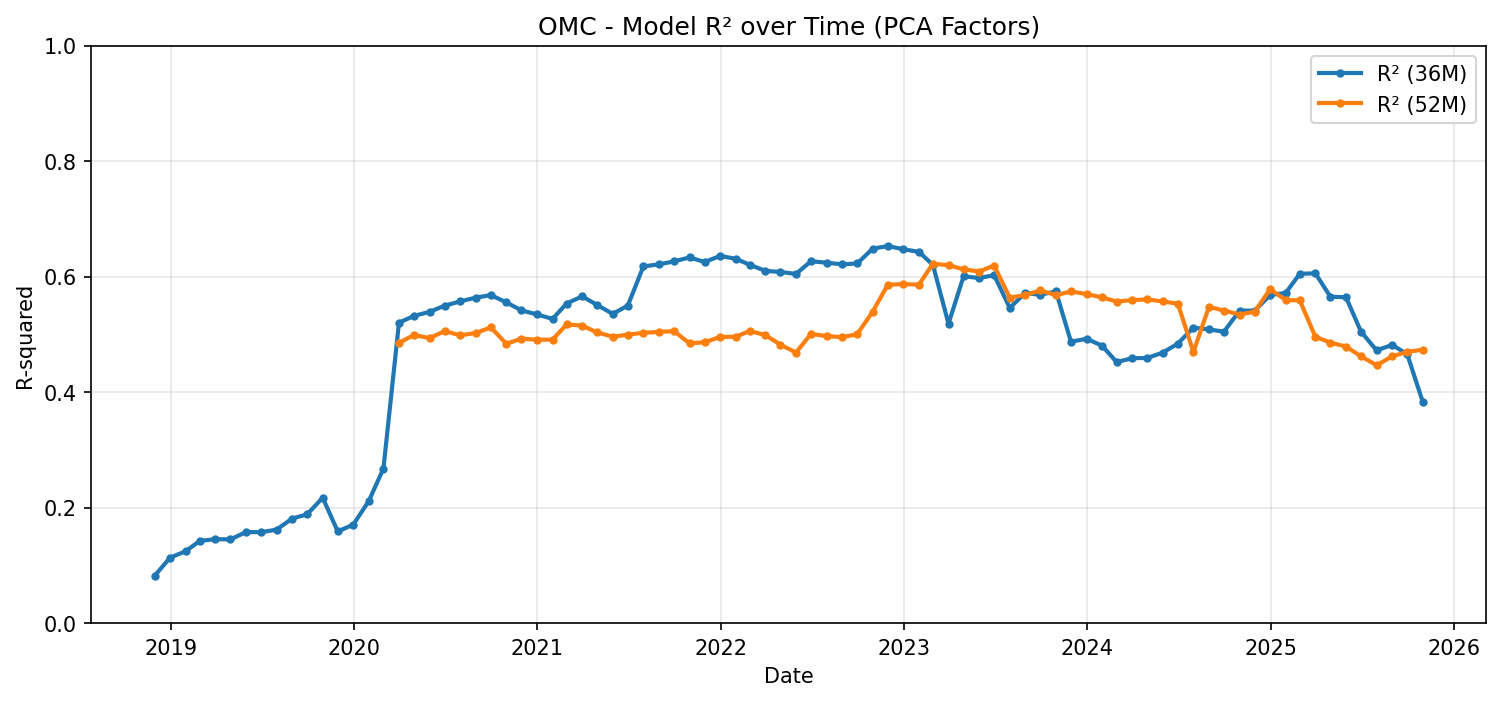 OMC - Model R² over Time (PCA Factors)
R² (36M)
R² (52M)
R-squared
1.0
0.8
0.6
0.4
0.2
0.0
2019 2020 2021 2022 2023 2024 2025 2026
Date